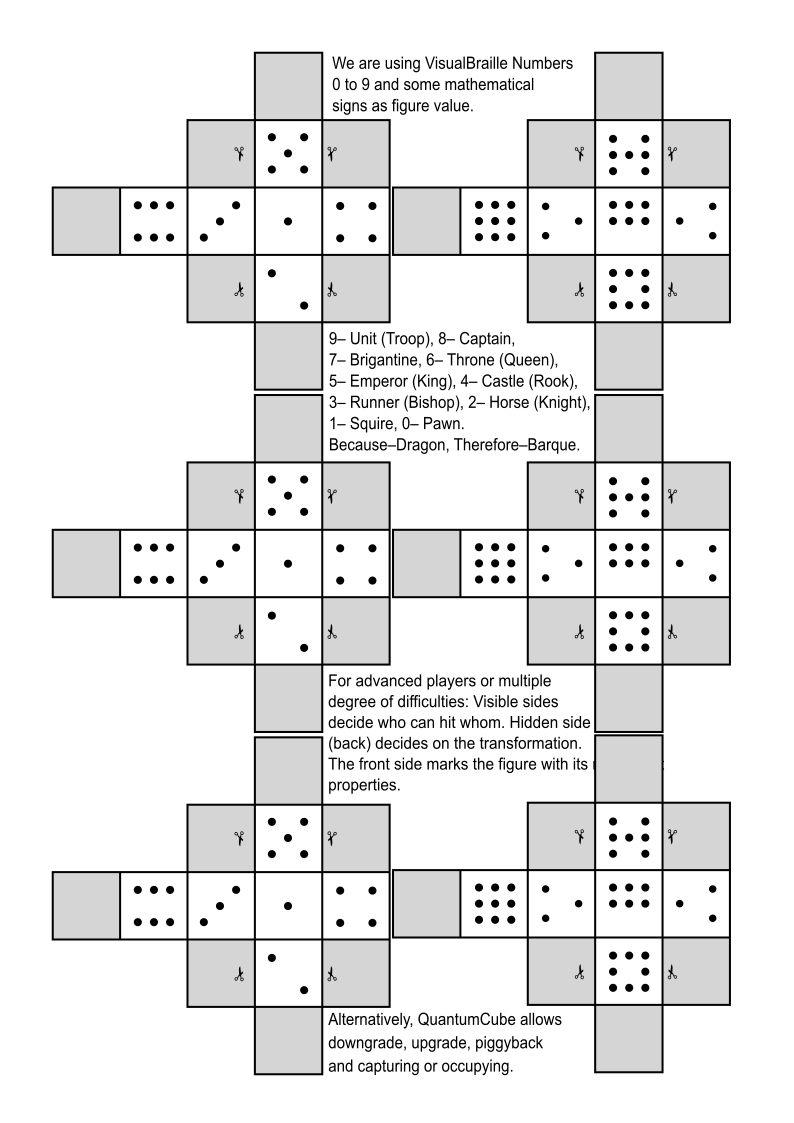 We are using VisualBraille Numbers
0 to 9 and some mathematical
signs as figure value.
9– Unit (Troop), 8– Captain,
7– Brigantine, 6– Throne (Queen),
5– Emperor (King), 4– Castle (Rook),
3– Runner (Bishop), 2– Horse (Knight),
1– Squire, 0– Pawn.
Because–Dragon, Therefore–Barque.
For advanced players or multiple
degree of difficulties: Visible sides
decide who can hit whom. Hidden side
(back) decides on the transformation.
The front side marks the figure with its
properties.
Alternatively, QuantumCube allows
downgrade, upgrade, piggyback
and capturing or occupying.